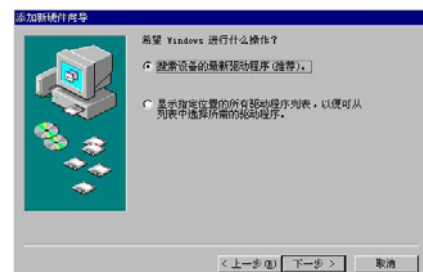 添加新硬件向导
希望 Windows 进行什么操作?
搜索设备的最新驱动程序(推荐)。
显示指定位置的所有驱动程序列表，以便可从
列表中选择所需的驱动程序。
< 上一步(B)
下一步 >
取消